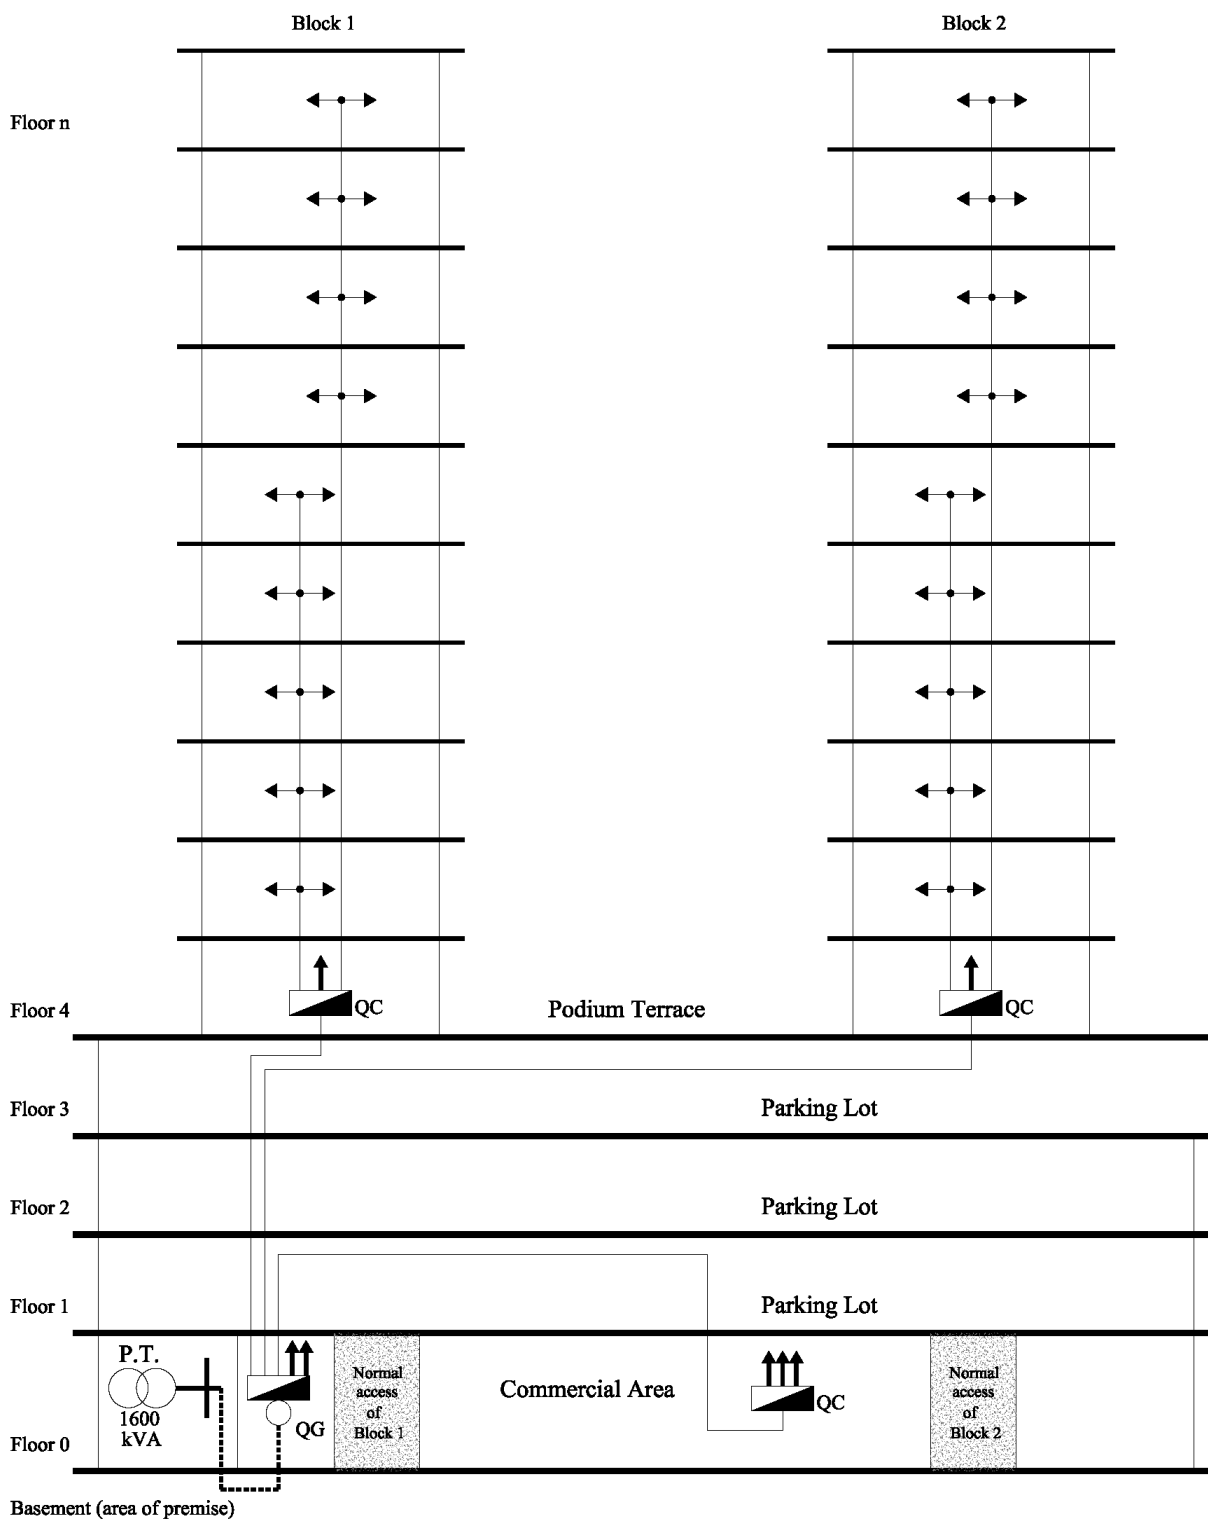 Block 1
Block 2
Floor n
Floor 4
QC
Podium Terrace
QC
Floor 3
Parking Lot
Floor 2
Parking Lot
Floor 1
Parking Lot
P.T.
1600
kVA
QG
Normal
access
of
Block 1
Commercial Area
QC
Normal
access
of
Block 2
Floor 0
Basement (area of premise)